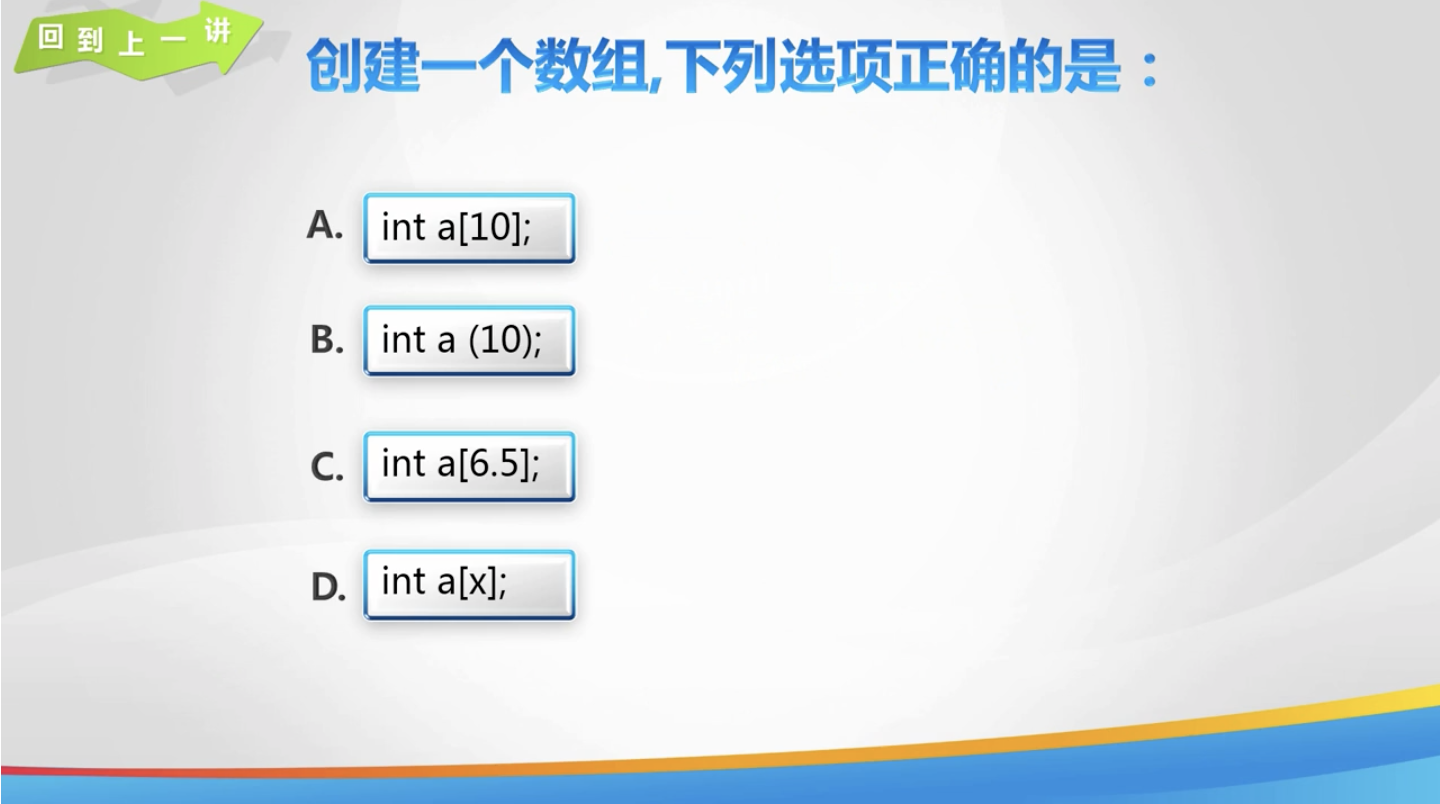 回到上一讲
创建一个数组,下列选项正确的是：
A. int a[10];
B. int a (10);
C. int a[6.5];
D. int a[x];